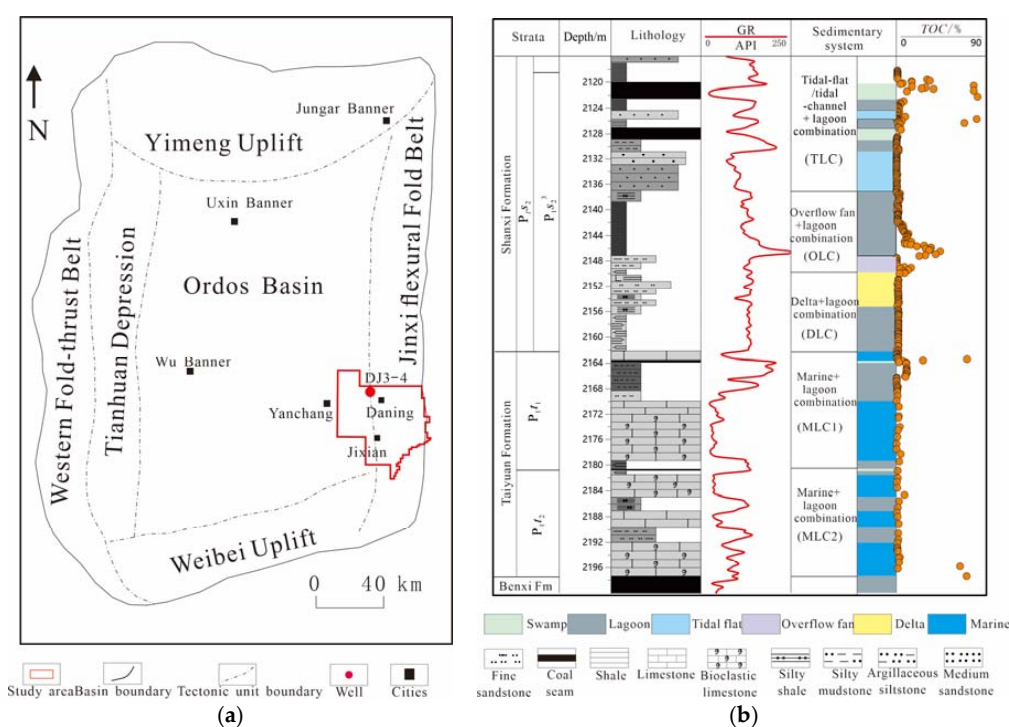 (a)
N
Jungar Banner
Yimeng Uplift
Uxin Banner
Ordos Basin
Western Fold-thrust Belt
Tianhuan Depression
Jinxi flexural Fold Belt
Wu Banner
DJ3-4
Yanchang
Daning
Jixian
Weibei Uplift
0 40 km
Study area
Basin boundary
Tectonic unit boundary
Well
Cities
(b)
Strata
Depth/m
Lithology
GR
0 250
API
Sedimentary
system
TOC/%
0 90
Shanxi Formation
P₁s₂
P₁s₂³
Taiyuan Formation
P₁t₁
P₁t₂
Benxi Fm
2120
2124
2128
2132
2136
2140
2144
2148
2152
2156
2160
2164
2168
2172
2176
2180
2184
2188
2192
2196
Tidal-flat
/tidal
-channel
+ lagoon
combination
(TLC)
Overflow fan
+lagoon
combination
(OLC)
Delta+lagoon
combination
(DLC)
Marine+
lagoon
combination
(MLC1)
Marine+
lagoon
combination
(MLC2)
Swamp
Lagoon
Tidal flat
Overflow fan
Delta
Marine
Fine
sandstone
Coal
seam
Shale
Limestone
Bioclastic
limestone
Silty
shale
Silty
mudstone
Argillaceous
siltstone
Medium
sandstone